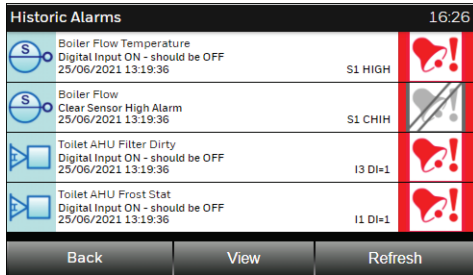 Historic Alarms 16:26
S
Boiler Flow Temperature
Digital Input ON - should be OFF
25/06/2021 13:19:36 S1 HIGH
S
Boiler Flow
Clear Sensor High Alarm
25/06/2021 13:19:36 S1 CHIH
I
Toilet AHU Filter Dirty
Digital Input ON - should be OFF
25/06/2021 13:19:36 I3 DI=1
I
Toilet AHU Frost Stat
Digital Input ON - should be OFF
25/06/2021 13:19:36 I1 DI=1
Back View Refresh